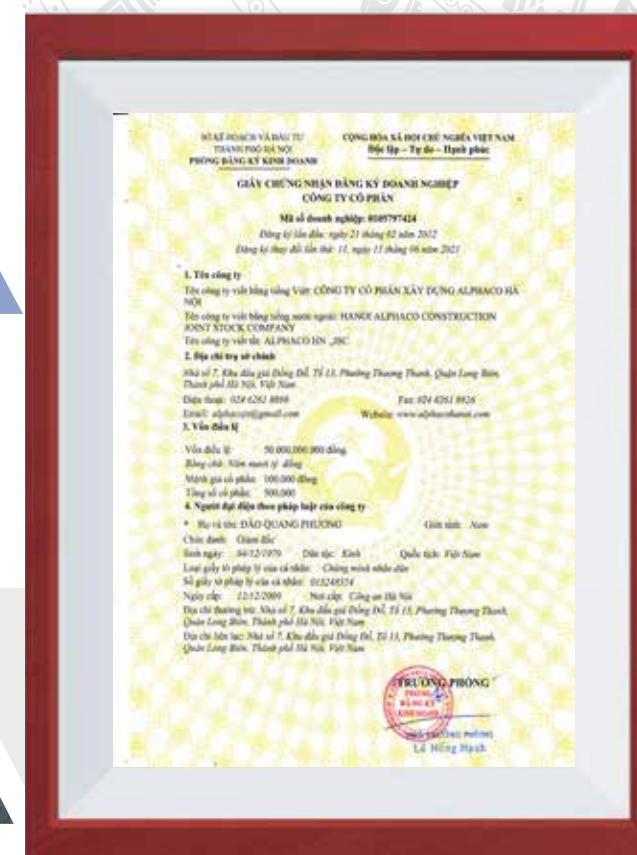 SỞ KẾ HOẠCH VÀ ĐẦU TƯ
THÀNH PHỐ HÀ NỘI
PHÒNG ĐĂNG KÝ KINH DOANH
CỘNG HÒA XÃ HỘI CHỦ NGHĨA VIỆT NAM
Độc lập – Tự do – Hạnh phúc
GIẤY CHỨNG NHẬN ĐĂNG KÝ DOANH NGHIỆP
CÔNG TY CỔ PHẦN
Mã số doanh nghiệp: 0105797424
Đăng ký lần đầu: ngày 21 tháng 02 năm 2012
Đăng ký thay đổi lần thứ: 11, ngày 11 tháng 06 năm 2021
1. Tên công ty
Tên công ty viết bằng tiếng Việt: CÔNG TY CỔ PHẦN XÂY DỰNG ALPHACO HÀ
NỘI
Tên công ty viết bằng tiếng nước ngoài: HANOI ALPHACO CONSTRUCTION
JOINT STOCK COMPANY
Tên công ty viết tắt: ALPHACO HN .,JSC
2. Địa chỉ trụ sở chính
Nhà số 7, Khu đấu giá Đồng Dổ, Tổ 13, Phường Thượng Thanh, Quận Long Biên,
Thành phố Hà Nội, Việt Nam
Điện thoại: 024 6261 8898 Fax: 024 6261 8926
Email: @gmail.com Website: www.alphacohanoi.com
3. Vốn điều lệ
Vốn điều lệ: 50.000.000.000 đồng
Bằng chữ: Năm mươi tỷ đồng
Mệnh giá cổ phần: 100.000 đồng
Tổng số cổ phần: 500.000
4. Người đại diện theo pháp luật của công ty
* Họ và tên: ĐÀO QUANG PHƯƠNG Giới tính: Nam
Chức danh: Giám đốc
Sinh ngày: 04/12/1979 Dân tộc: Kinh Quốc tịch: Việt Nam
Loại giấy tờ pháp lý của cá nhân: Chứng minh nhân dân
Số giấy tờ pháp lý của cá nhân: 013248374
Ngày cấp: 12/12/2009 Nơi cấp: Công an Hà Nội
Địa chỉ thường trú: Nhà số 7, Khu đấu giá Đồng Dổ, Tổ 13, Phường Thượng Thanh,
Quận Long Biên, Thành phố Hà Nội, Việt Nam
Địa chỉ liên lạc: Nhà số 7, Khu đấu giá Đồng Dổ, Tổ 13, Phường Thượng Thanh,
Quận Long Biên, Thành phố Hà Nội, Việt Nam
TRƯỞNG PHÒNG
PHÒNG
ĐĂNG KÝ
KINH DOANH
Lê Hồng Hạnh